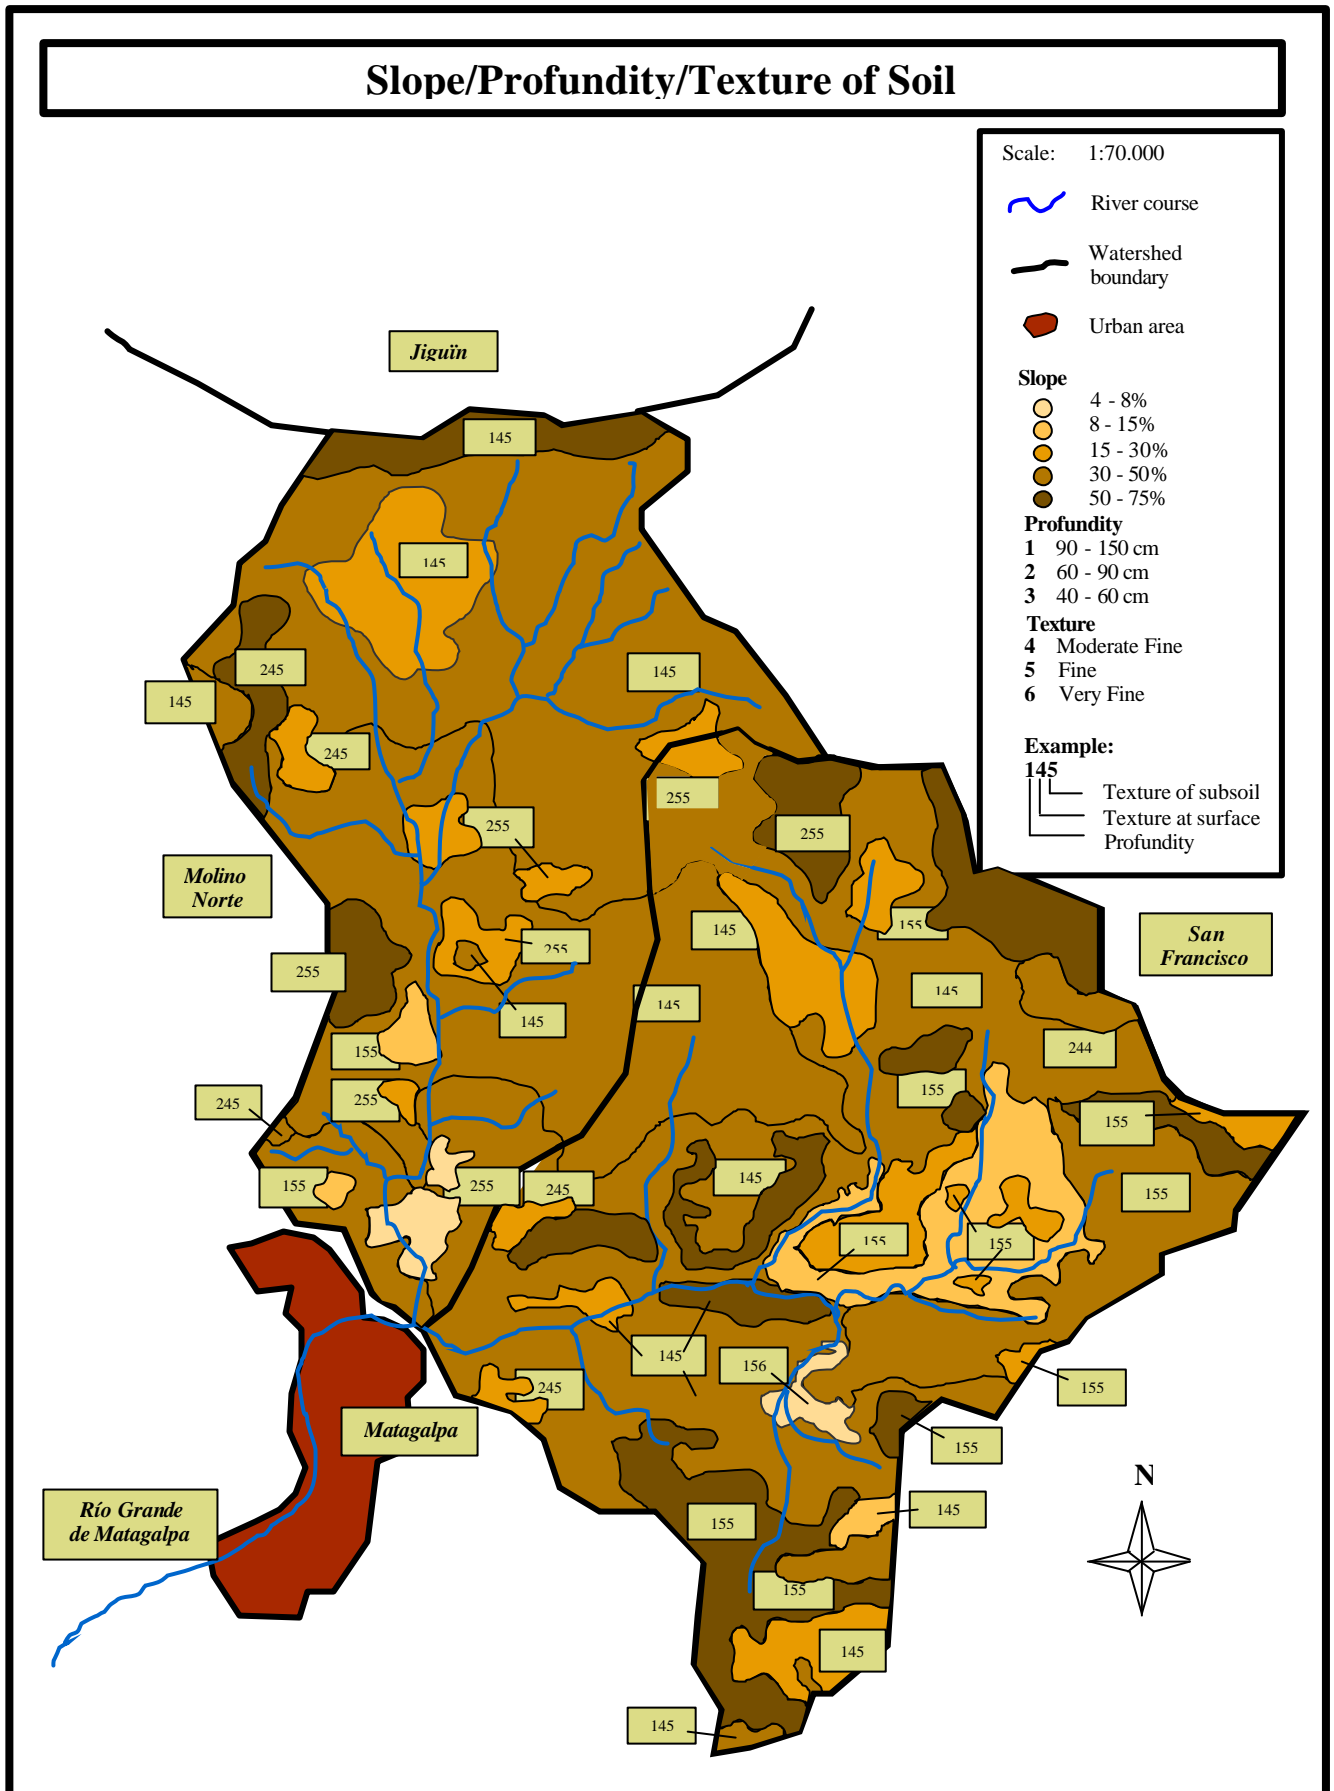 Slope/Profundity/Texture of Soil
Scale: 1:70.000
River course
Watershed
boundary
Urban area
Slope
4 - 8%
8 - 15%
15 - 30%
30 - 50%
50 - 75%
Profundity
1 90 - 150 cm
2 60 - 90 cm
3 40 - 60 cm
Texture
4 Moderate Fine
5 Fine
6 Very Fine
Example:
145
Texture of subsoil
Texture at surface
Profundity
Jiguïn
145
145
245
145
145
245
255
255
255
Molino
Norte
145
155
San
Francisco
255
255
145
145
145
155
244
255
245
155
155
145
155
255
245
155
155
155
145
156
245
155
Matagalpa
155
N
Río Grande
de Matagalpa
145
155
155
145
145